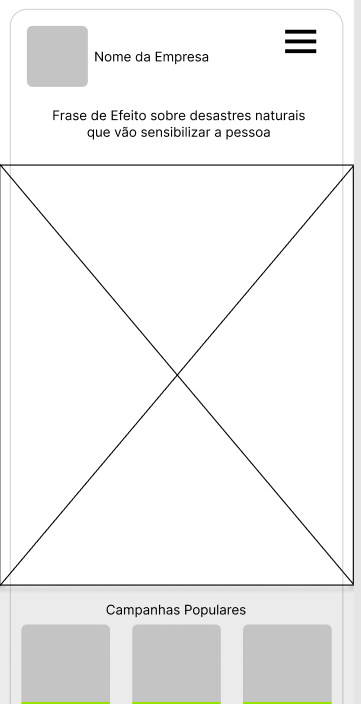 Nome da Empresa
Frase de Efeito sobre desastres naturais
que vão sensibilizar a pessoa
Campanhas Populares